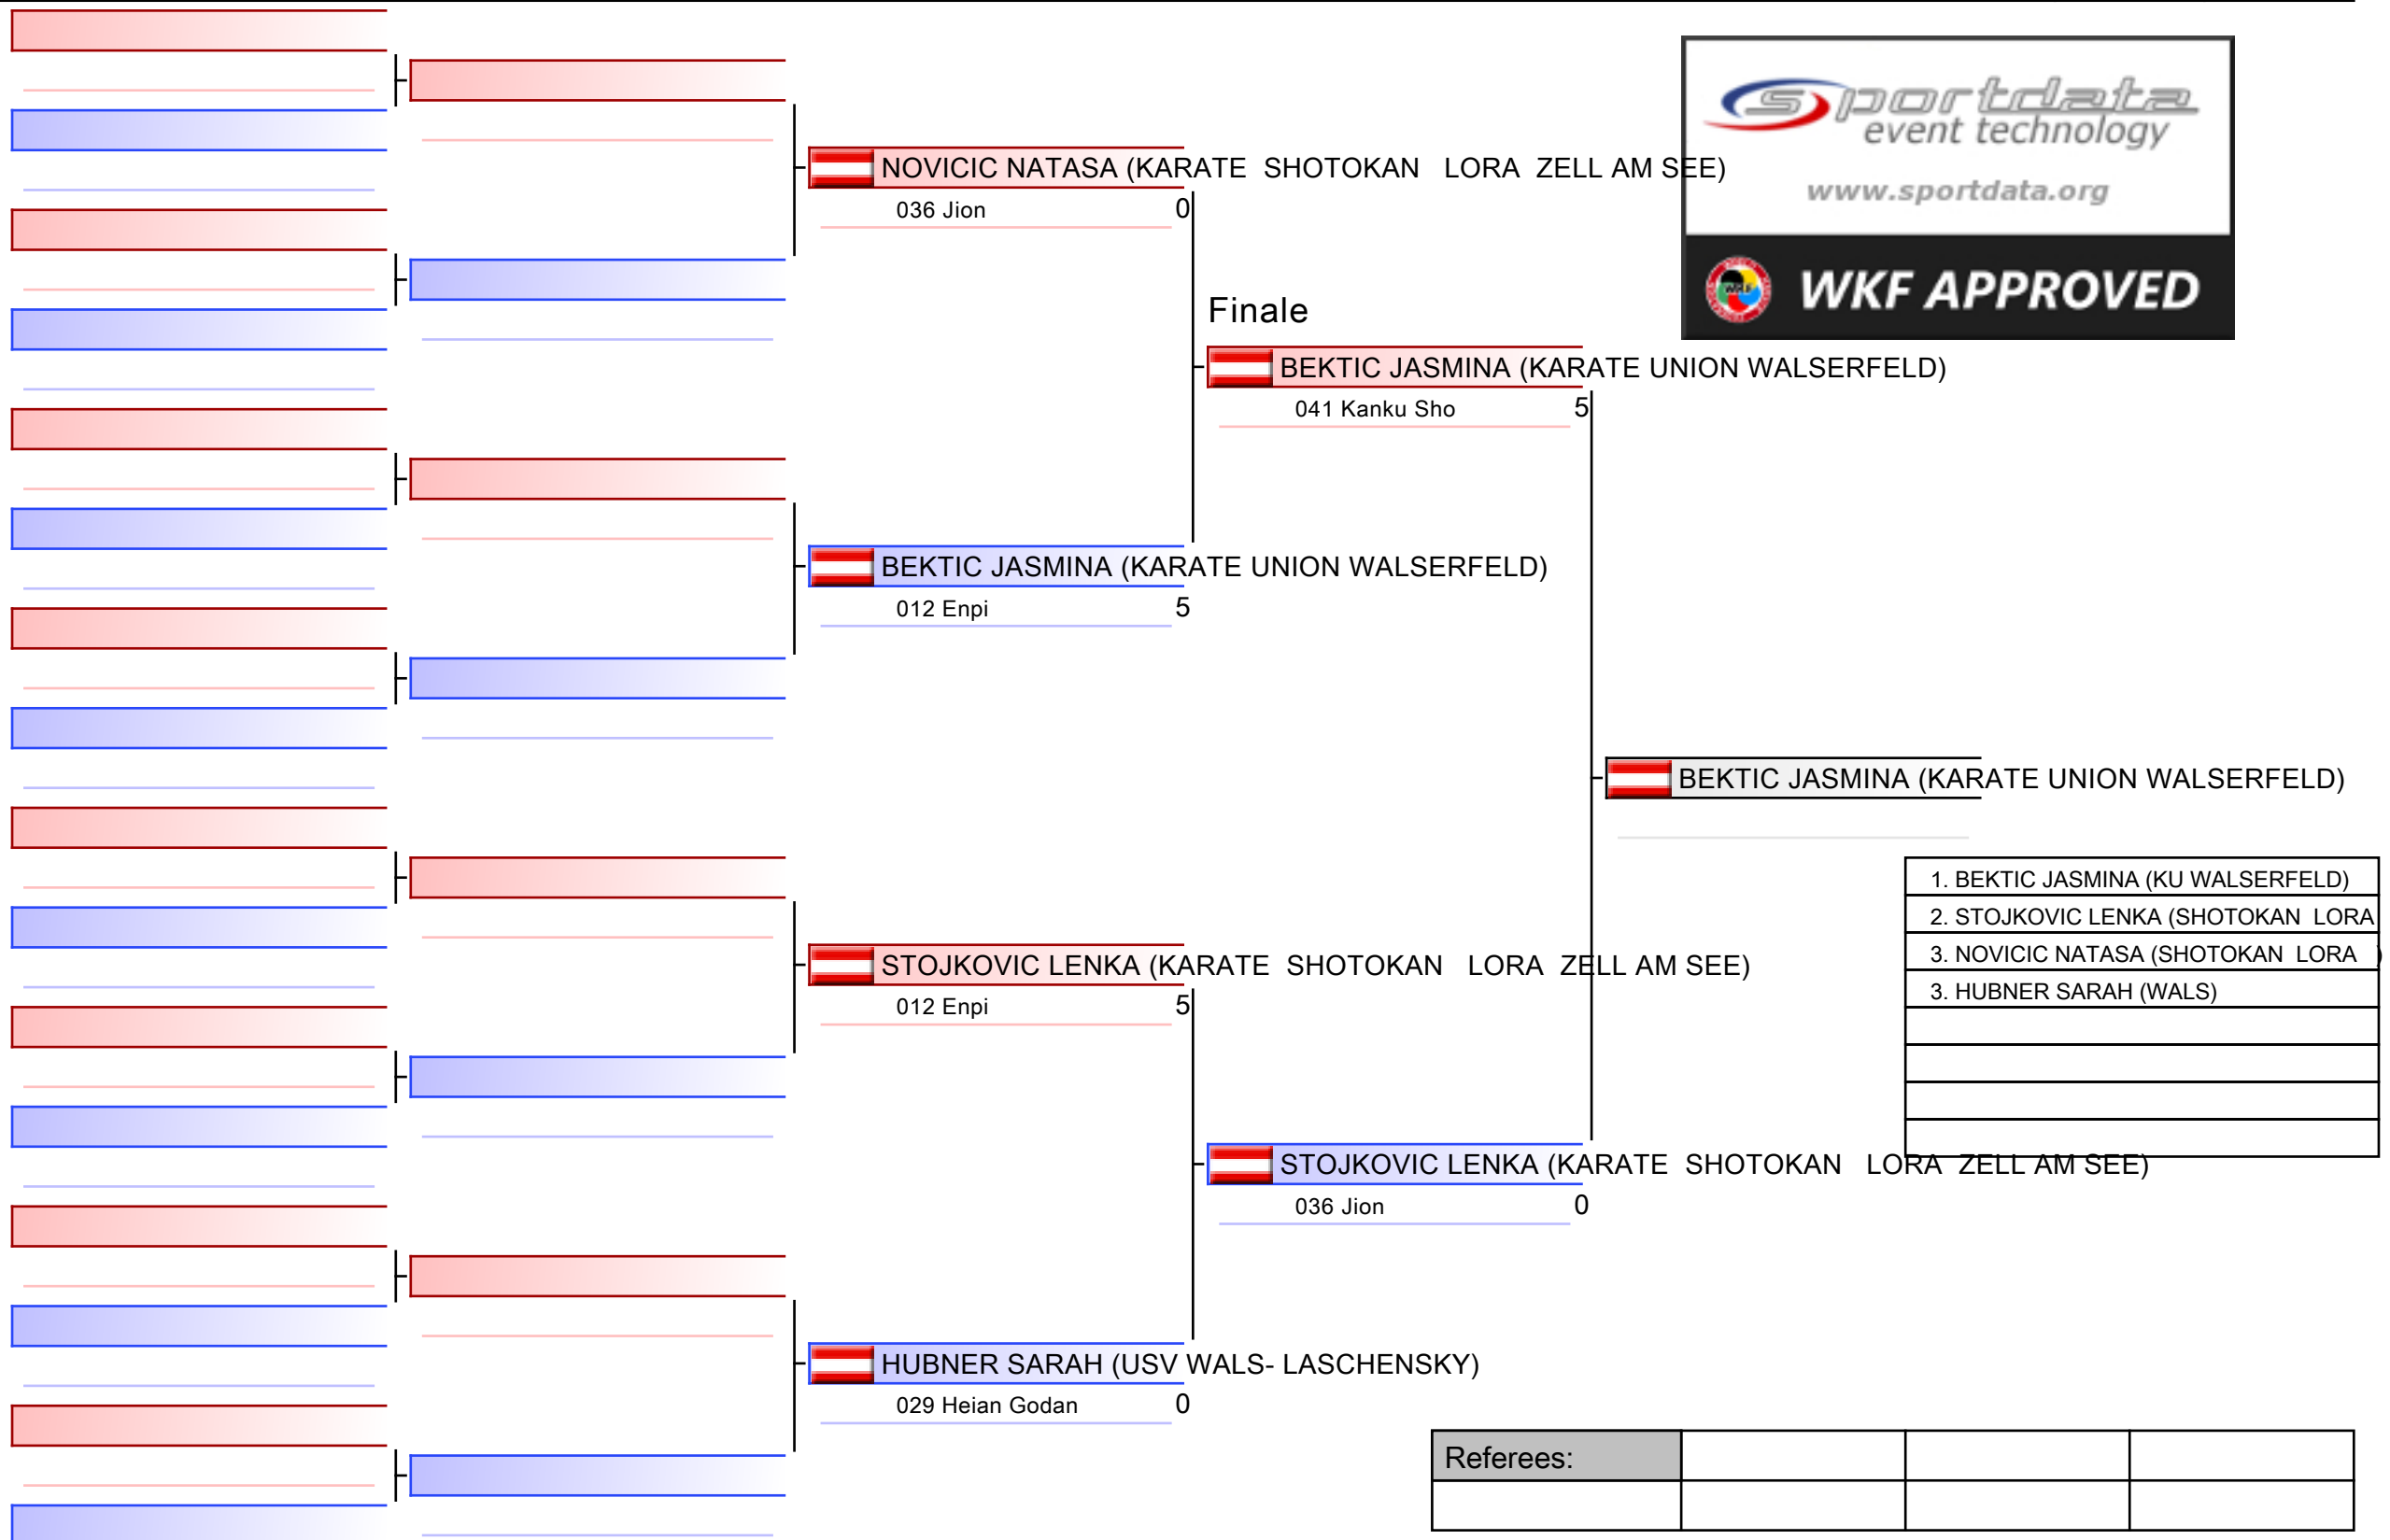 sportdata
event technology
www.sportdata.org
WKF APPROVED
NOVICIC NATASA (KARATE  SHOTOKAN   LORA  ZELL AM SEE)
036 Jion 0
Finale
BEKTIC JASMINA (KARATE UNION WALSERFELD)
041 Kanku Sho 5
BEKTIC JASMINA (KARATE UNION WALSERFELD)
012 Enpi 5
BEKTIC JASMINA (KARATE UNION WALSERFELD)
1. BEKTIC JASMINA (KU WALSERFELD)
2. STOJKOVIC LENKA (SHOTOKAN  LORA
3. NOVICIC NATASA (SHOTOKAN  LORA   )
3. HUBNER SARAH (WALS)
STOJKOVIC LENKA (KARATE  SHOTOKAN   LORA  ZELL AM SEE)
012 Enpi 5
STOJKOVIC LENKA (KARATE  SHOTOKAN   LORA  ZELL AM SEE)
036 Jion 0
HUBNER SARAH (USV WALS- LASCHENSKY)
029 Heian Godan 0
Referees: